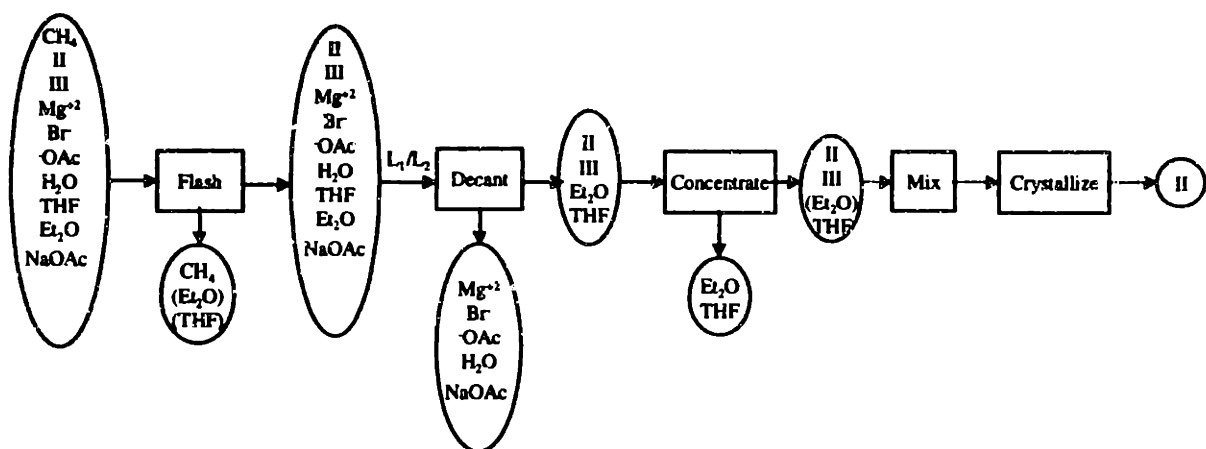 CH₄
II
III
Mg⁺²
Br⁻
⁻OAc
H₂O
THF
Et₂O
NaOAc
Flash
CH₄
(Et₂O)
(THF)
II
III
Mg⁺²
Br⁻
⁻OAc
H₂O
THF
Et₂O
NaOAc
L₁/L₂
Decant
Mg⁺²
Br⁻
⁻OAc
H₂O
NaOAc
II
III
Et₂O
THF
Concentrate
Et₂O
THF
II
III
(Et₂O)
THF
Mix
Crystallize
II